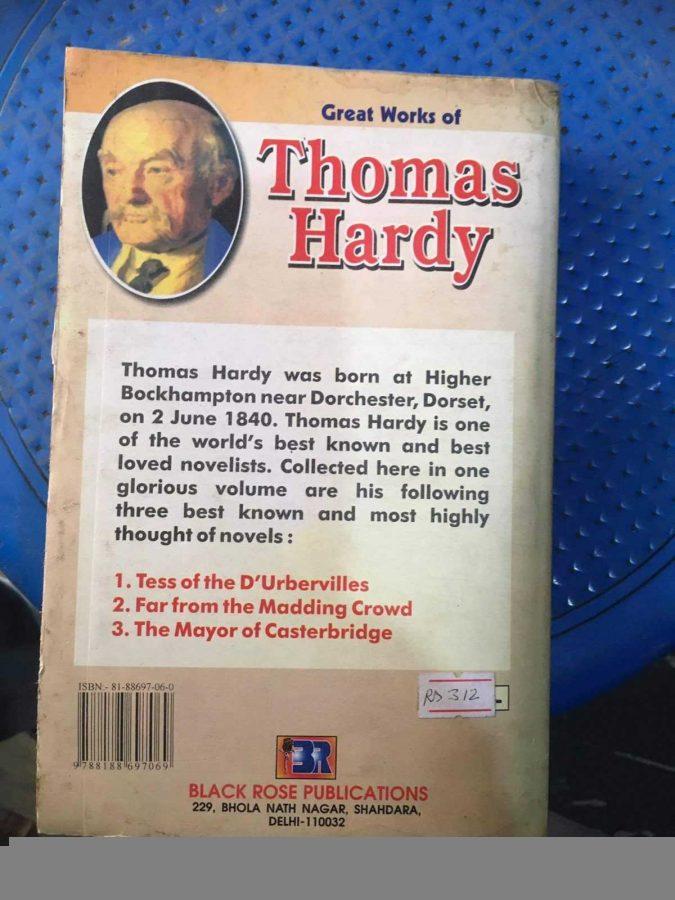 Great Works of
Thomas
Hardy
Thomas Hardy was born at Higher
Bockhampton near Dorchester, Dorset,
on 2 June 1840. Thomas Hardy is one
of the world's best known and best
loved novelists. Collected here in one
glorious volume are his following
three best known and most highly
thought of novels :
1. Tess of the D'Urbervilles
2. Far from the Madding Crowd
3. The Mayor of Casterbridge
ISBN:- 81-88697-06-0
Rs 312
9788188697069
BR
BLACK ROSE PUBLICATIONS
229, BHOLA NATH NAGAR, SHAHDARA,
DELHI-110032